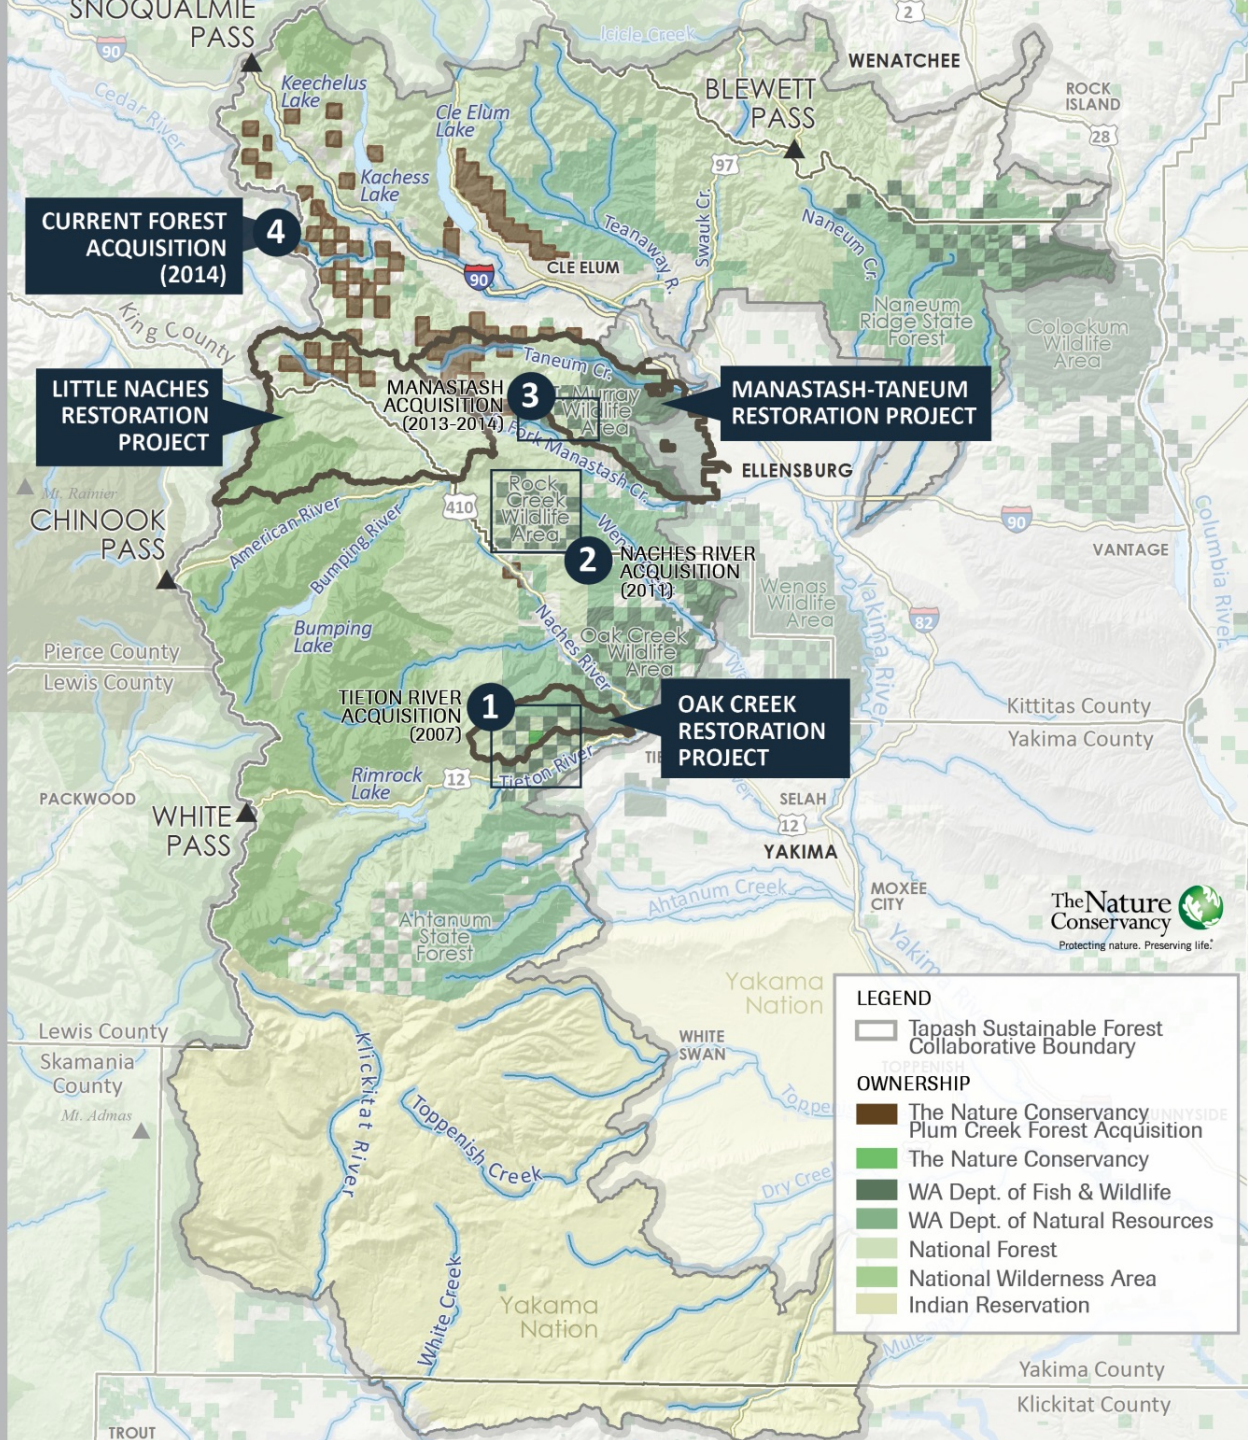 SNOQUALMIE
PASS
90
Cedar River
Keechelus
Lake
Kachess
Lake
Cle Elum
Lake
Icicle Creek
2
WENATCHEE
BLEWETT
PASS
ROCK
ISLAND
28
97
Swauk Cr.
Teanaway R.
Naneum Cr.
CLE ELUM
90
CURRENT FOREST
ACQUISITION
(2014)
4
King County
Naneum
Ridge State
Forest
Colockum
Wildlife
Area
LITTLE NACHES
RESTORATION
PROJECT
MANASTASH
ACQUISITION
(2013-2014)
3
Taneum Cr.
Murray
Wildlife
Area
MANASTASH-TANEUM
RESTORATION PROJECT
Fork Manastash Cr.
ELLENSBURG
Mt. Rainier
CHINOOK
PASS
American River
Bumping River
410
Rock
Creek
Wildlife
Area
90
VANTAGE
Columbia River
2
NACHES RIVER
ACQUISITION
(2011)
Wenas
Wildlife
Area
82
Yakima River
Bumping
Lake
Naches River
Oak Creek
Wildlife
Area
Pierce County
Lewis County
TIETON RIVER
ACQUISITION
(2007)
1
OAK CREEK
RESTORATION
PROJECT
Kittitas County
Yakima County
Tieton River
Rimrock
Lake
12
PACKWOOD
WHITE
PASS
SELAH
12
YAKIMA
Ahtanum Creek
MOXEE
CITY
Ahtanum
State
Forest
The Nature
Conservancy
Protecting nature. Preserving life.
Yakama
Nation
Lewis County
Skamania
County
Mt. Admas
Klickitat River
WHITE
SWAN
Toppenish Creek
Dry Creek
White Creek
Yakama
Nation
LEGEND
Tapash Sustainable Forest
Collaborative Boundary
TOPPENISH
OWNERSHIP
The Nature Conservancy
Plum Creek Forest Acquisition
The Nature Conservancy
WA Dept. of Fish & Wildlife
WA Dept. of Natural Resources
National Forest
National Wilderness Area
Indian Reservation
Yakima County
Klickitat County
TROUT